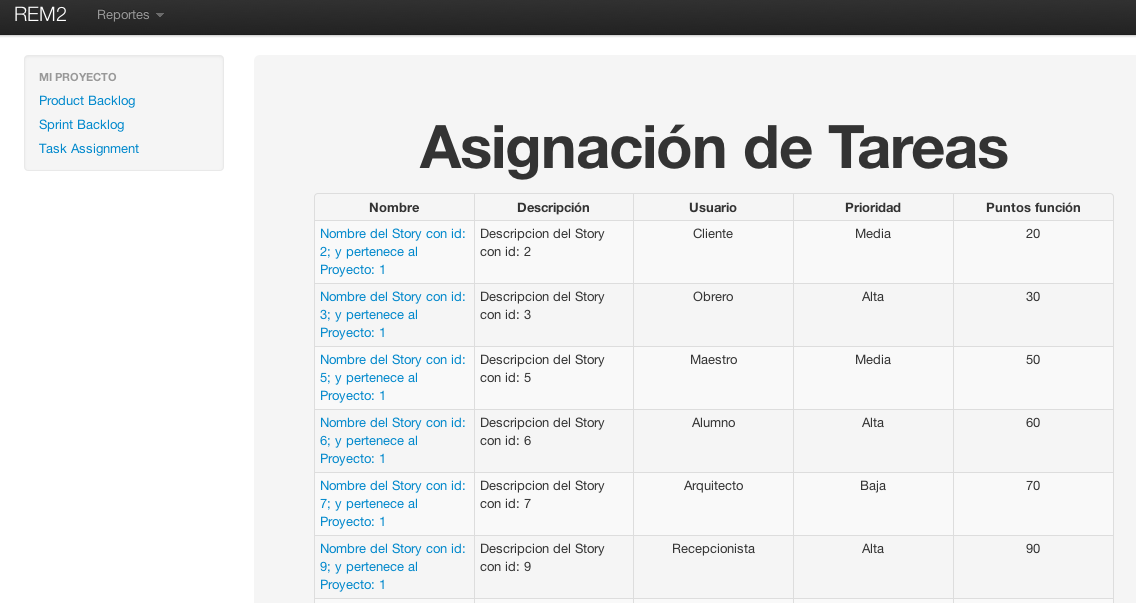 REM2 Reportes
MI PROYECTO
Product Backlog
Sprint Backlog
Task Assignment
Asignación de Tareas
Nombre Descripción Usuario Prioridad Puntos función
Nombre del Story con id: Descripcion del Story Cliente Media 20
2; y pertenece al con id: 2
Proyecto: 1
Nombre del Story con id: Descripcion del Story Obrero Alta 30
3; y pertenece al con id: 3
Proyecto: 1
Nombre del Story con id: Descripcion del Story Maestro Media 50
5; y pertenece al con id: 5
Proyecto: 1
Nombre del Story con id: Descripcion del Story Alumno Alta 60
6; y pertenece al con id: 6
Proyecto: 1
Nombre del Story con id: Descripcion del Story Arquitecto Baja 70
7; y pertenece al con id: 7
Proyecto: 1
Nombre del Story con id: Descripcion del Story Recepcionista Alta 90
9; y pertenece al con id: 9
Proyecto: 1